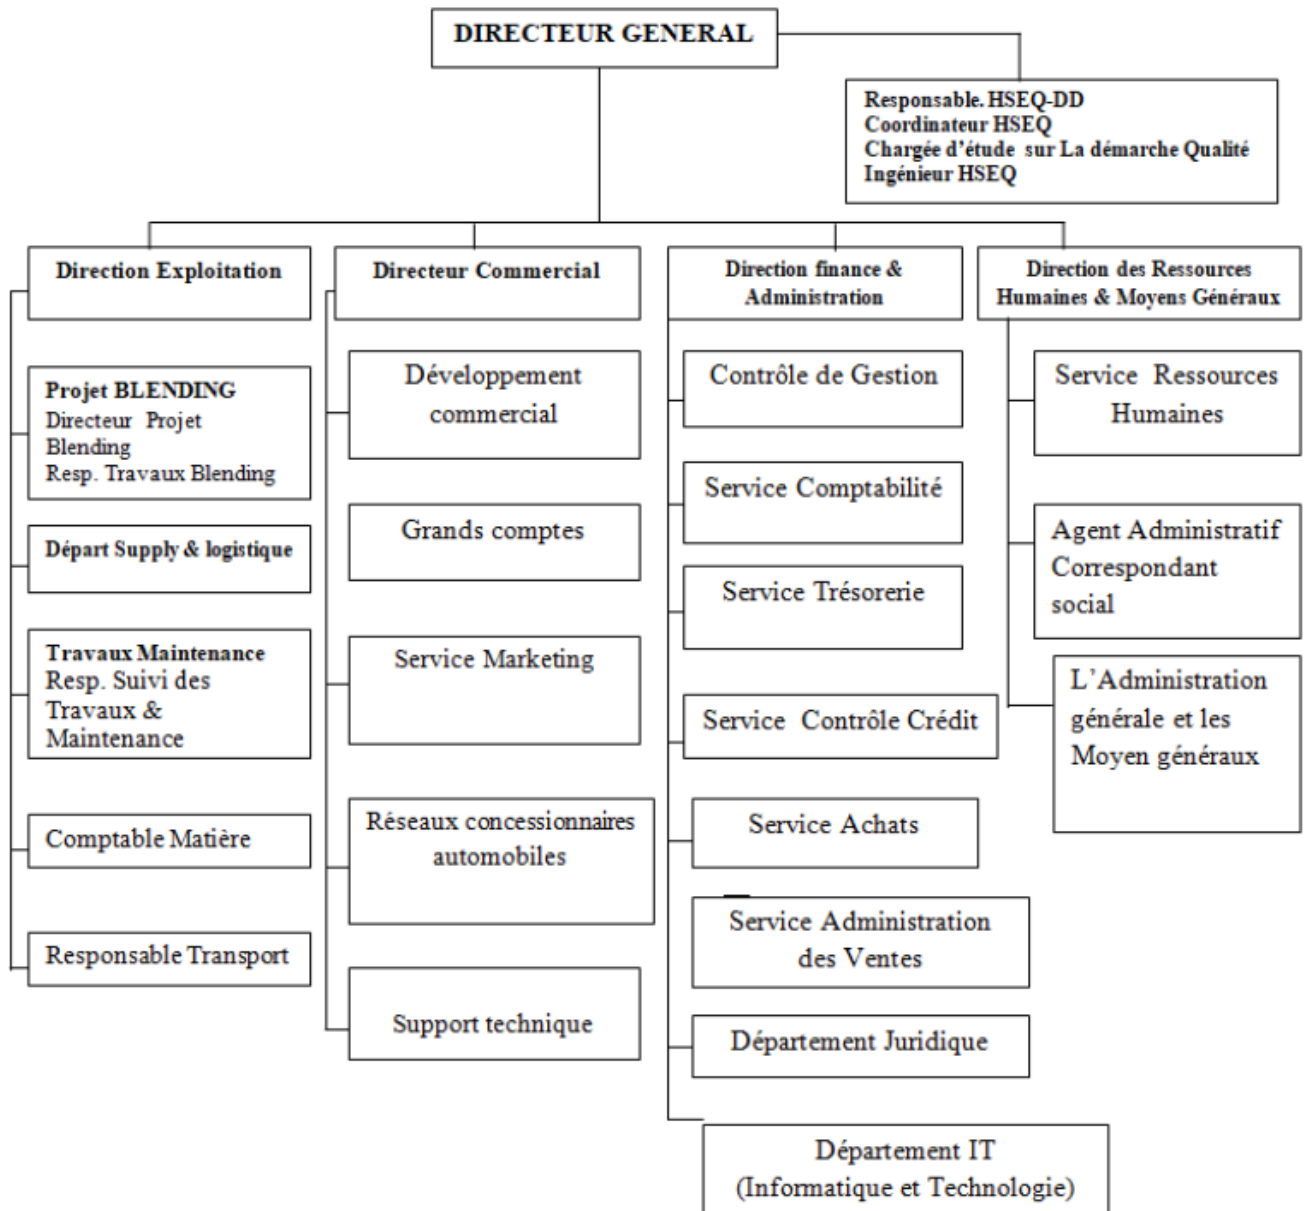 DIRECTEUR GENERAL
Responsable. HSEQ-DD
Coordinateur HSEQ
Chargée d'étude sur La démarche Qualité
Ingénieur HSEQ
Direction Exploitation
Projet BLENDING
Directeur Projet
Blending
Resp. Travaux Blending
Départ Supply & logistique
Travaux Maintenance
Resp. Suivi des
Travaux &
Maintenance
Comptable Matière
Responsable Transport
Directeur Commercial
Développement
commercial
Grands comptes
Service Marketing
Réseaux concessionnaires
automobiles
Support technique
Direction finance &
Administration
Contrôle de Gestion
Service Comptabilité
Service Trésorerie
Service Contrôle Crédit
Service Achats
Service Administration
des Ventes
Département Juridique
Département IT
(Informatique et Technologie)
Direction des Ressources
Humaines & Moyens Généraux
Service Ressources
Humaines
Agent Administratif
Correspondant
social
L'Administration
générale et les
Moyen généraux